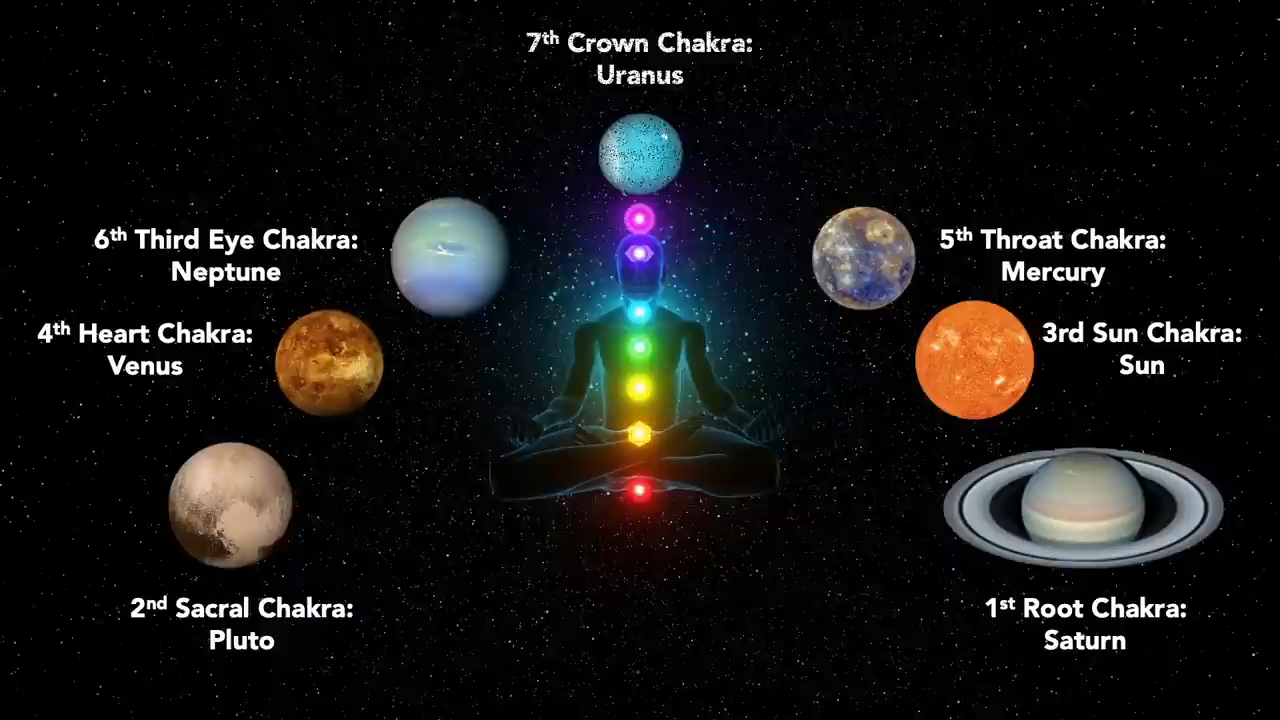 7th Crown Chakra:
Uranus
6th Third Eye Chakra:
Neptune
5th Throat Chakra:
Mercury
4th Heart Chakra:
Venus
3rd Sun Chakra:
Sun
2nd Sacral Chakra:
Pluto
1st Root Chakra:
Saturn